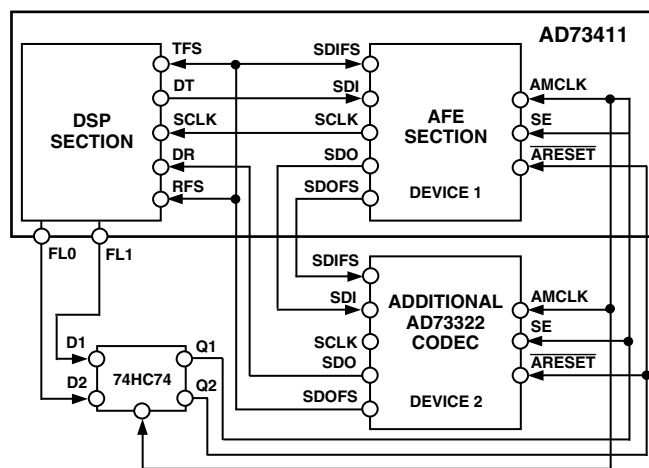 AD73411
TFS
SDIFS
DT
SDI
AMCLK
DSP
SECTION
SCLK
SCLK
AFE
SECTION
SE
DR
SDO
ARESET
RFS
SDOFS
DEVICE 1
FL0
FL1
SDIFS
SDI
ADDITIONAL
AD73322
CODEC
AMCLK
SCLK
SE
SDO
ARESET
SDOFS
DEVICE 2
D1
Q1
74HC74
D2
Q2